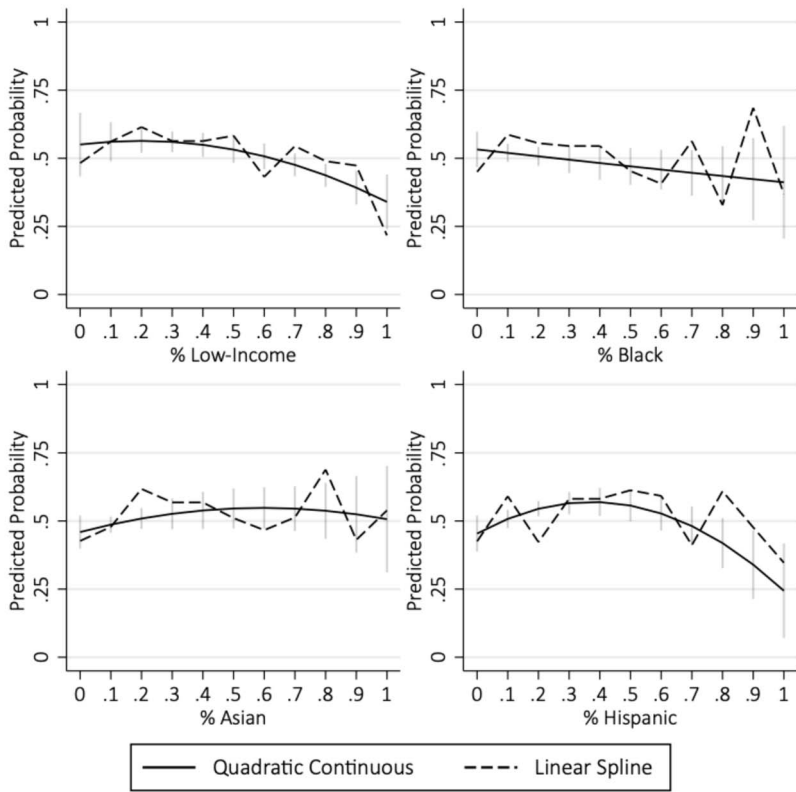 Predicted Probability
1
.75
.5
.25
0
0 .1 .2 .3 .4 .5 .6 .7 .8 .9 1
% Low-Income
Predicted Probability
1
.75
.5
.25
0
0 .1 .2 .3 .4 .5 .6 .7 .8 .9 1
% Black
Predicted Probability
1
.75
.5
.25
0
0 .1 .2 .3 .4 .5 .6 .7 .8 .9 1
% Asian
Predicted Probability
1
.75
.5
.25
0
0 .1 .2 .3 .4 .5 .6 .7 .8 .9 1
% Hispanic
Quadratic Continuous Linear Spline